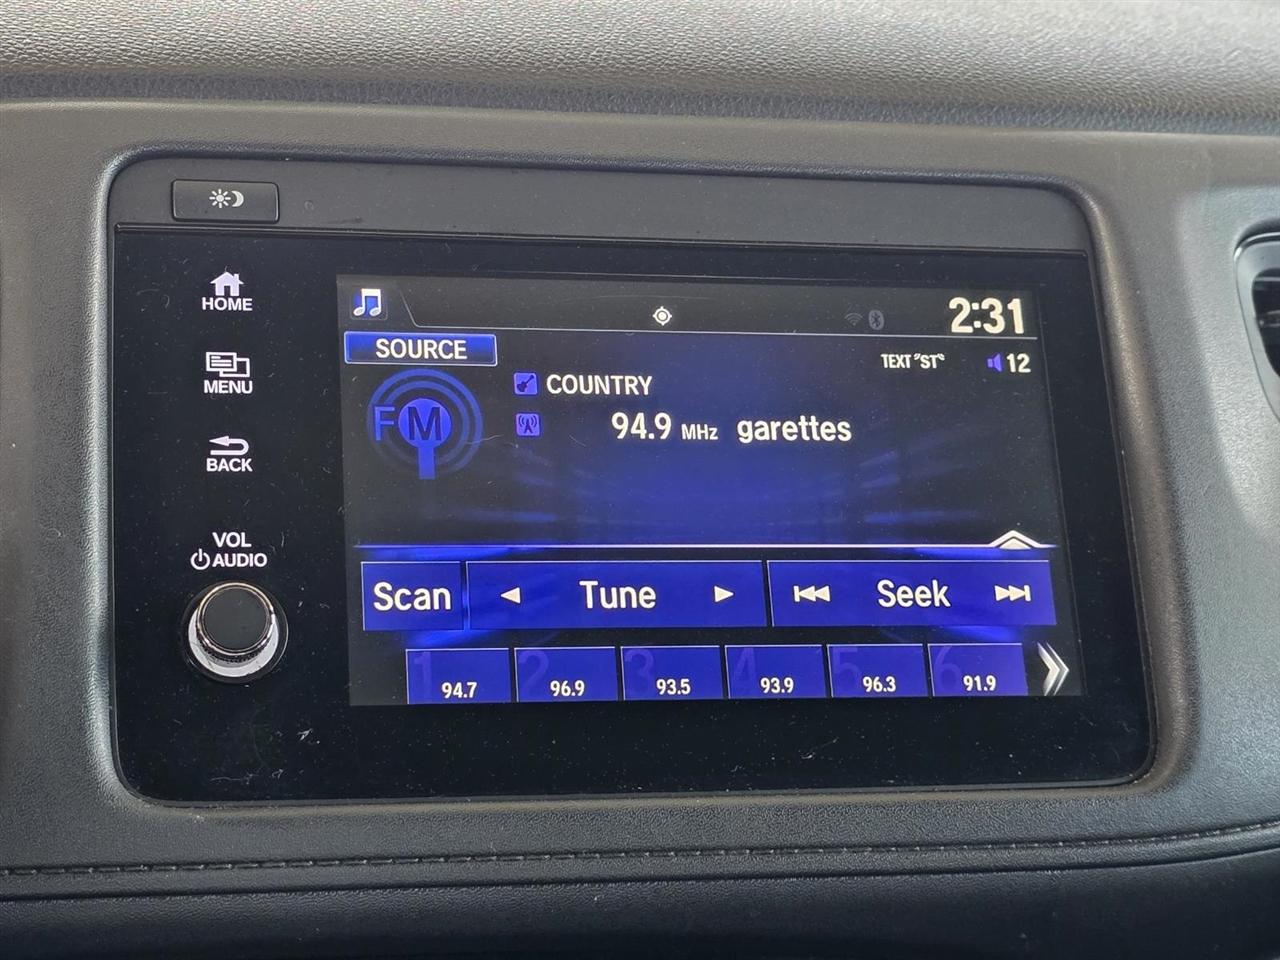 HOME
MENU
BACK
VOL
AUDIO
2:31
SOURCE
TEXT "ST"
12
FM
COUNTRY
94.9 MHz garettes
Scan
Tune
Seek
1 94.7
2 96.9
3 93.5
4 93.9
5 96.3
6 91.9